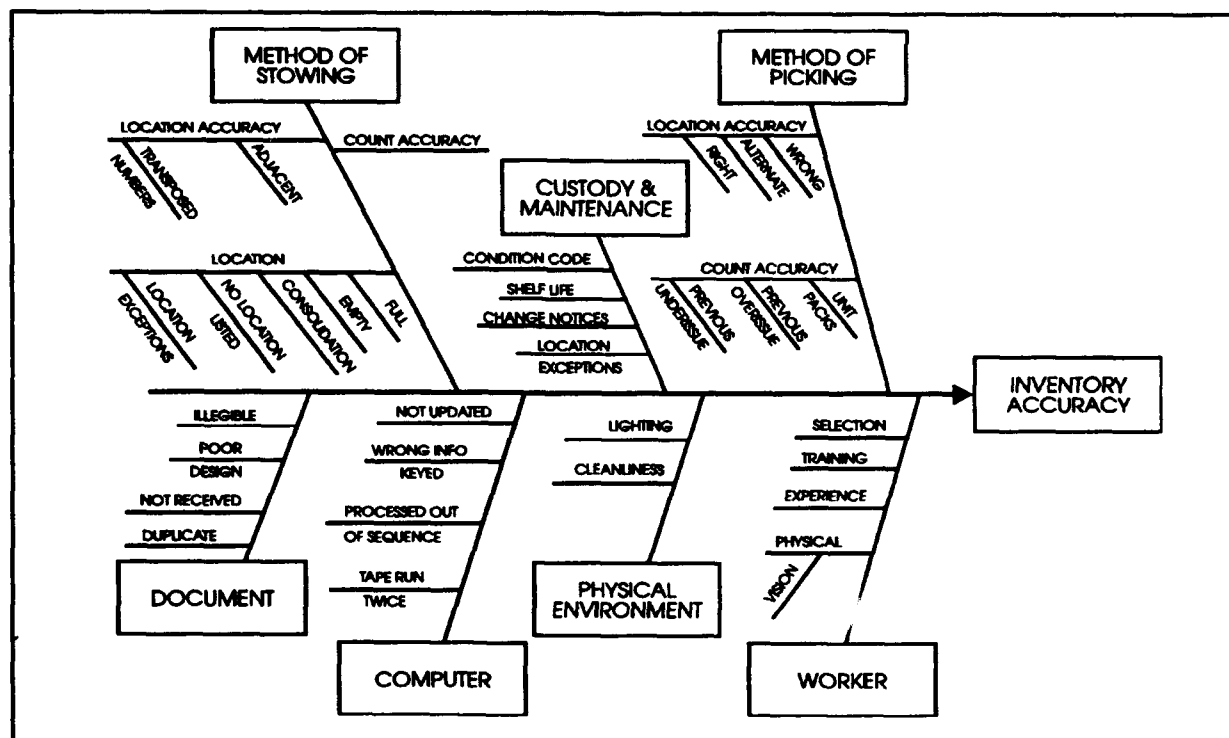 METHOD OF
STOWING
LOCATION ACCURACY
TRANSPOSED
NUMBERS
ADJACENT
COUNT ACCURACY
LOCATION
LOCATION
EXCEPTIONS
NO LOCATION
LISTED
CONSOLIDATION
EMPTY
FULL
CUSTODY &
MAINTENANCE
CONDITION CODE
SHELF LIFE
CHANGE NOTICES
LOCATION
EXCEPTIONS
METHOD OF
PICKING
LOCATION ACCURACY
RIGHT
ALTERNATE
WRONG
COUNT ACCURACY
PREVIOUS
UNDERISSUE
PREVIOUS
OVERISSUE
UNIT
PACKS
INVENTORY
ACCURACY
ILLEGIBLE
POOR
DESIGN
NOT RECEIVED
DUPLICATE
DOCUMENT
NOT UPDATED
WRONG INFO
KEYED
PROCESSED OUT
OF SEQUENCE
TAPE RUN
TWICE
COMPUTER
LIGHTING
CLEANLINESS
PHYSICAL
ENVIRONMENT
SELECTION
TRAINING
EXPERIENCE
PHYSICAL
VISION
WORKER